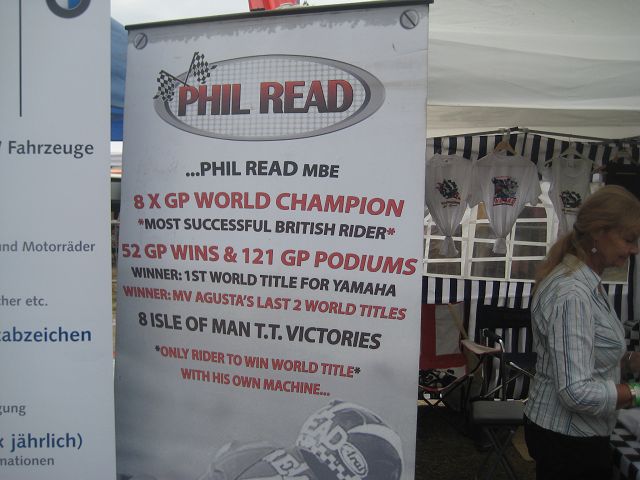 PHIL READ
...PHIL READ MBE
8 X GP WORLD CHAMPION
*MOST SUCCESSFUL BRITISH RIDER*
52 GP WINS & 121 GP PODIUMS
WINNER: 1ST WORLD TITLE FOR YAMAHA
WINNER: MV AGUSTA'S LAST 2 WORLD TITLES
8 ISLE OF MAN T.T. VICTORIES
*ONLY RIDER TO WIN WORLD TITLE*
WITH HIS OWN MACHINE....
Fahrzeuge
und Motorräder
etc.
jährlich)